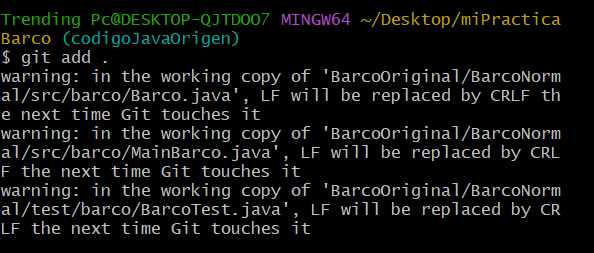 Trending Pc@DESKTOP-QJTDOO7 MINGW64 ~/Desktop/miPractica
Barco (codigoJavaOrigen)
$ git add .
warning: in the working copy of 'BarcoOriginal/BarcoNorm
al/src/barco/Barco.java', LF will be replaced by CRLF th
e next time Git touches it
warning: in the working copy of 'BarcoOriginal/BarcoNorm
al/src/barco/MainBarco.java', LF will be replaced by CRL
F the next time Git touches it
warning: in the working copy of 'BarcoOriginal/BarcoNorm
al/test/barco/BarcoTest.java', LF will be replaced by CR
LF the next time Git touches it